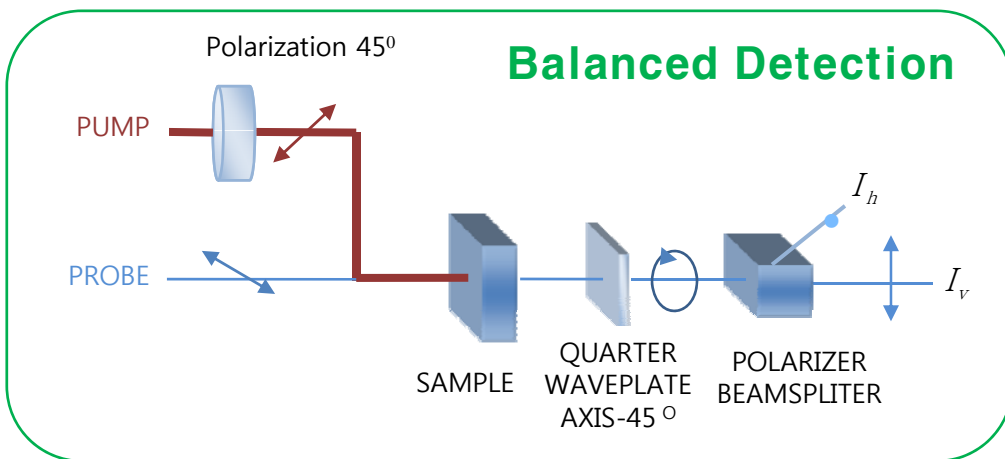 Polarization 45⁰
Balanced Detection
PUMP
I_h
PROBE
I_v
SAMPLE
QUARTER
WAVEPLATE
AXIS-45 ᴼ
POLARIZER
BEAMSPLITER